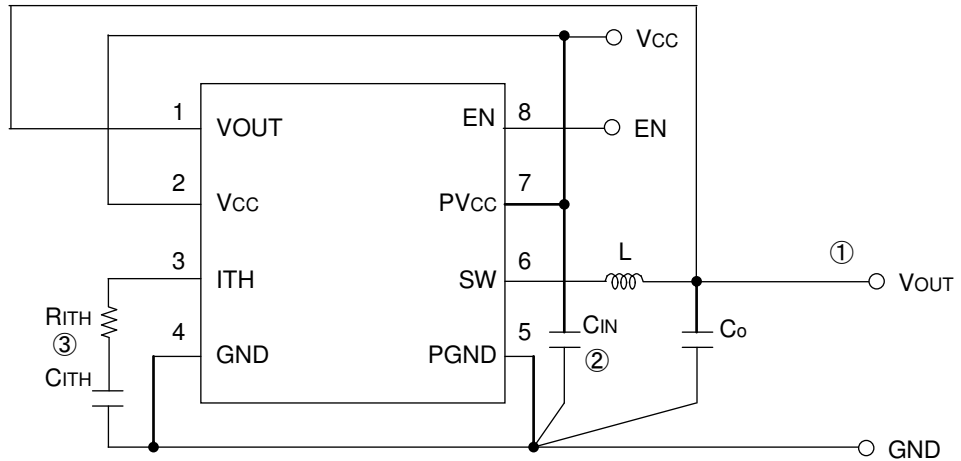 VCC
1
VOUT
EN
8
EN
2
VCC
PVCC
7
3
ITH
SW
6
L
①
VOUT
RITH
③
CITH
4
GND
PGND
5
CIN
②
Co
GND